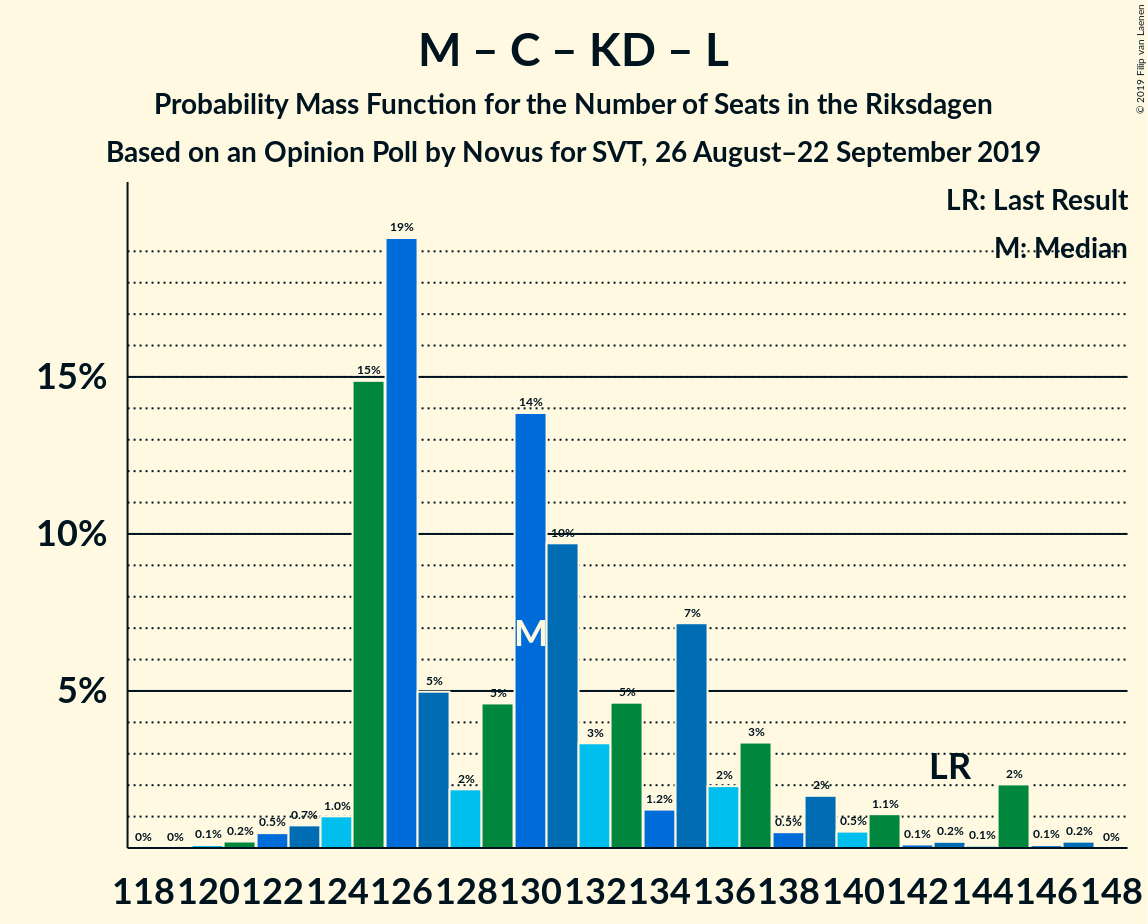 M – C – KD – L
Probability Mass Function for the Number of Seats in the Riksdagen
Based on an Opinion Poll by Novus for SVT, 26 August–22 September 2019
© 2019 Filip van Laenen
LR: Last Result
M: Median
15%
10%
5%
0% 0% 0.1% 0.2% 0.5% 0.7% 1.0% 15% 19% 5% 2% 5% 14% 10% 3% 5% 1.2% 7% 2% 3% 0.5% 2% 0.5% 1.1% 0.1% 0.2% 0.1% 2% 0.1% 0.2% 0%
M
LR
118 120 122 124 126 128 130 132 134 136 138 140 142 144 146 148